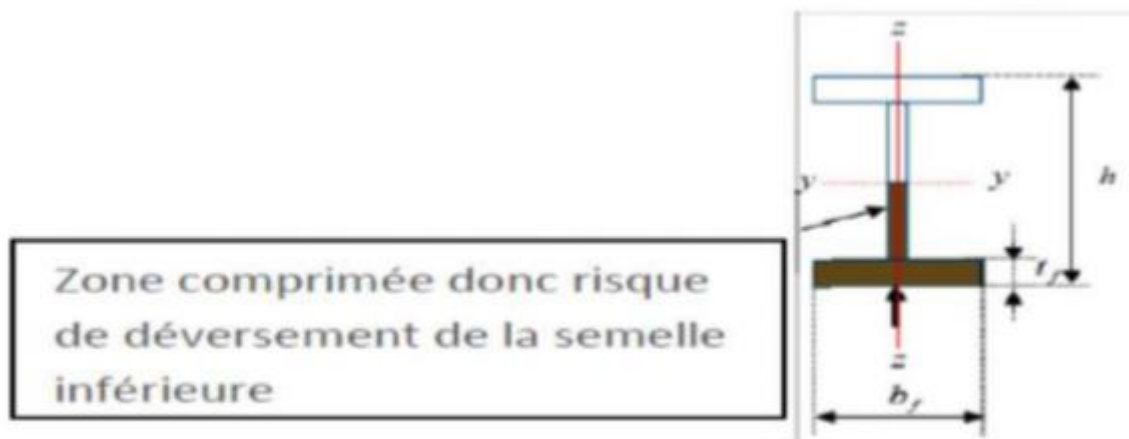 z
h
y y
t_f
Zone comprimée donc risque
de déversement de la semelle
inférieure
z
b_f